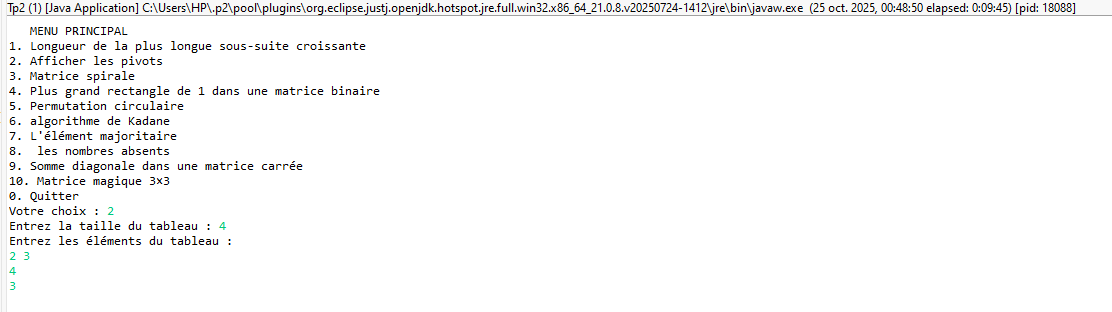 Tp2 (1) [Java Application] C:\Users\HP\.p2\pool\plugins\org.eclipse.justj.openjdk.hotspot.jre.full.win32.x86_64_21.0.8.v20250724-1412\jre\bin\javaw.exe (25 oct. 2025, 00:48:50 elapsed: 0:09:45) [pid: 18088]
MENU PRINCIPAL
1. Longueur de la plus longue sous-suite croissante
2. Afficher les pivots
3. Matrice spirale
4. Plus grand rectangle de 1 dans une matrice binaire
5. Permutation circulaire
6. algorithme de Kadane
7. L'élément majoritaire
8.  les nombres absents
9. Somme diagonale dans une matrice carrée
10. Matrice magique 3×3
0. Quitter
Votre choix : 2
Entrez la taille du tableau : 4
Entrez les éléments du tableau :
2 3
4
3